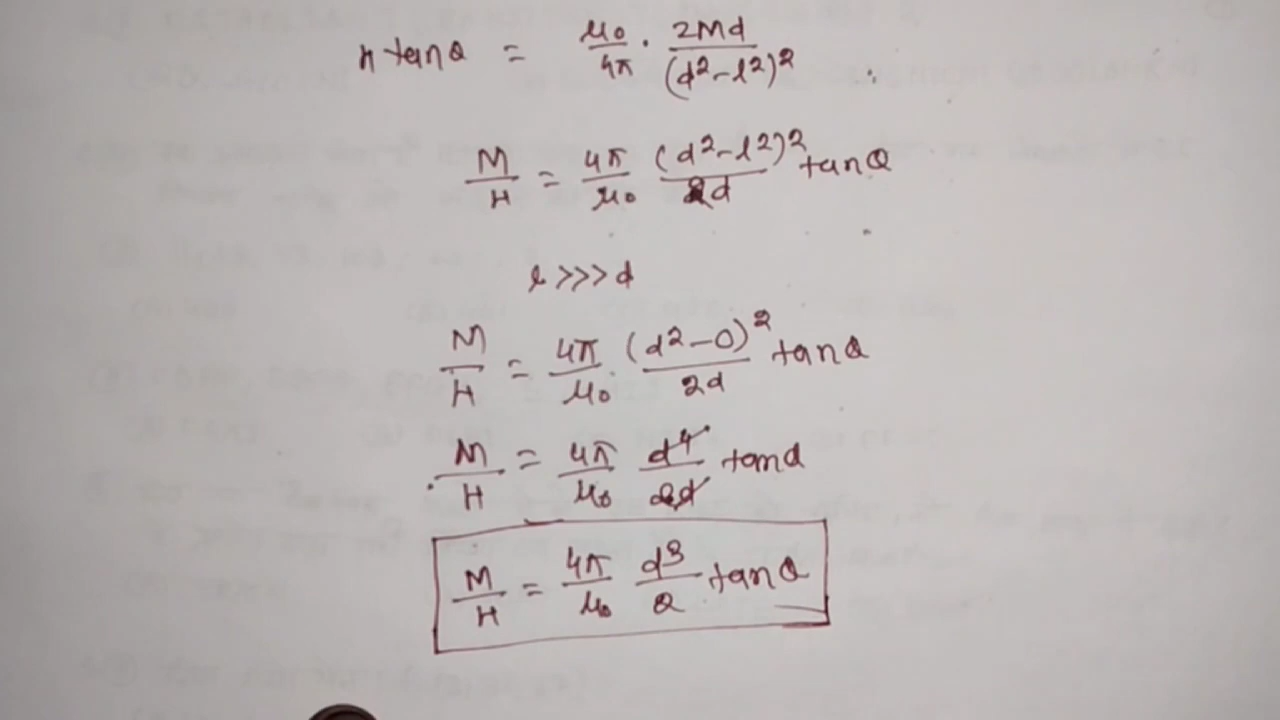 H tanθ = μ₀/4π · 2Md/(d²-l²)²
M/H = 4π/μ₀ (d²-l²)²/2d tanθ
l >>> d
M/H = 4π/μ₀ · (d²-0)²/2d tanθ
M/H = 4π/μ₀ d⁴/2d tand
M/H = 4π/μ₀ d³/2 tanθ